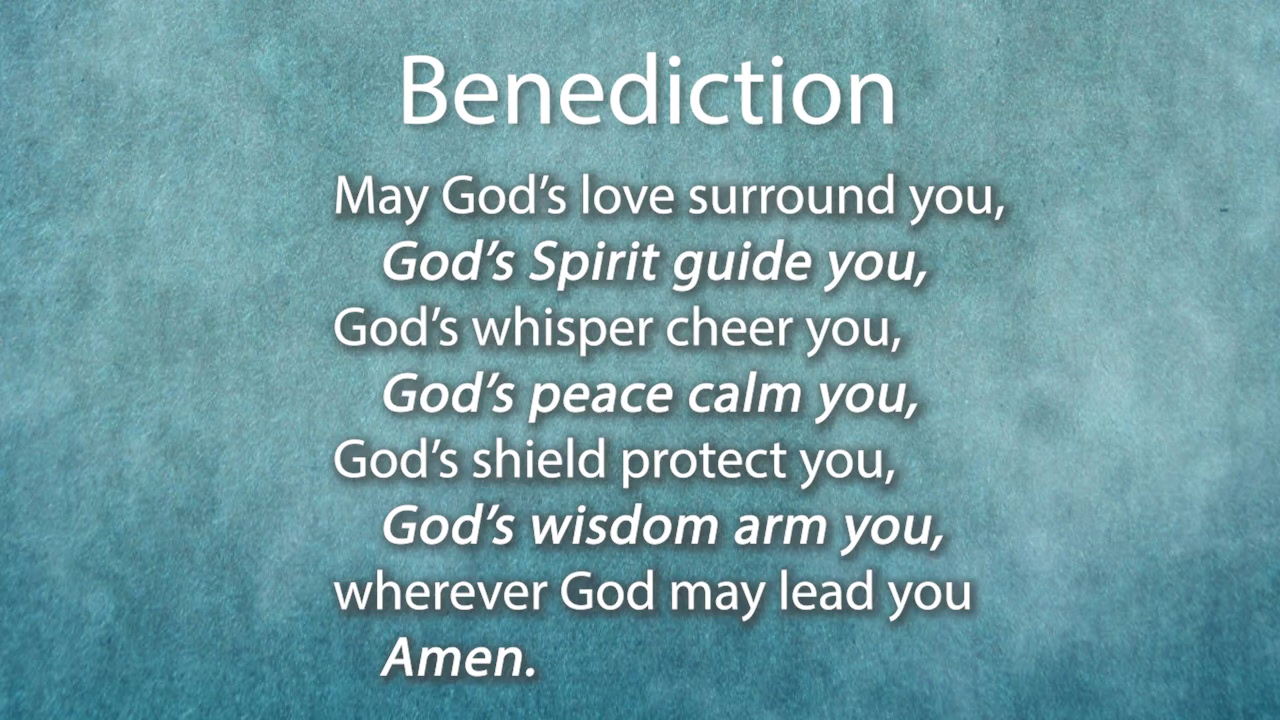 Benediction
May God’s love surround you,
God’s Spirit guide you,
God’s whisper cheer you,
God’s peace calm you,
God’s shield protect you,
God’s wisdom arm you,
wherever God may lead you
Amen.